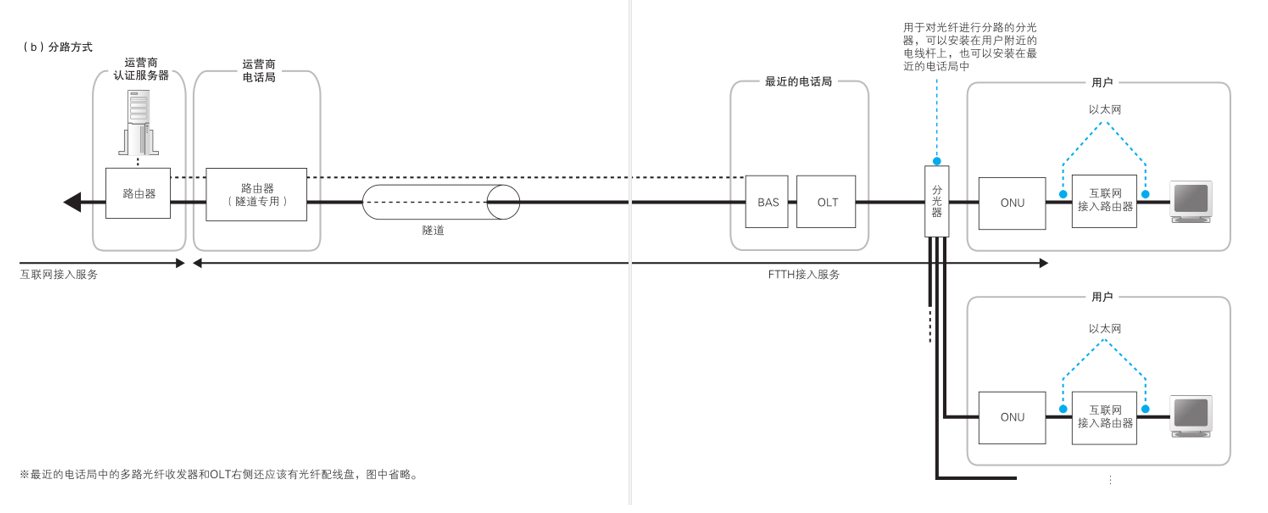 (b)分路方式
运营商
认证服务器
运营商
电话局
路由器
路由器
(隧道专用)
隧道
互联网接入服务
FTTH接入服务
最近的电话局
BAS
OLT
用于对光纤进行分路的分光
器,可以安装在用户附近的
电线杆上,也可以安装在最
近的电话局中
分
光
器
用户
以太网
ONU
互联网
接入路由器
用户
以太网
ONU
互联网
接入路由器
⋮
※最近的电话局中的多路光纤收发器和OLT右侧还应该有光纤配线盘,图中省略。